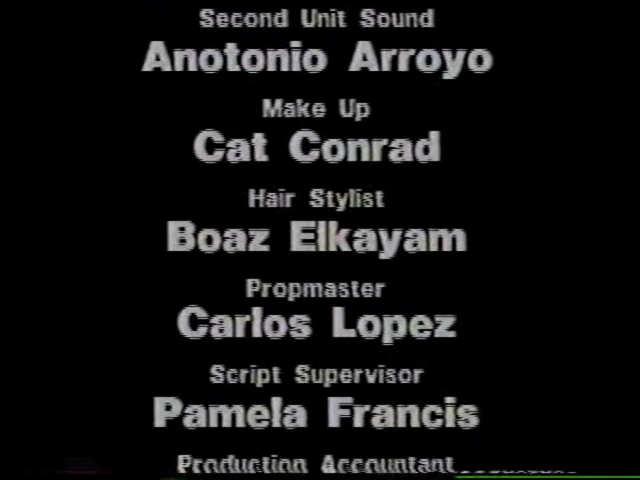 Second Unit Sound
Anotonio Arroyo
Make Up
Cat Conrad
Hair Stylist
Boaz Elkayam
Propmaster
Carlos Lopez
Script Supervisor
Pamela Francis
Production Accountant